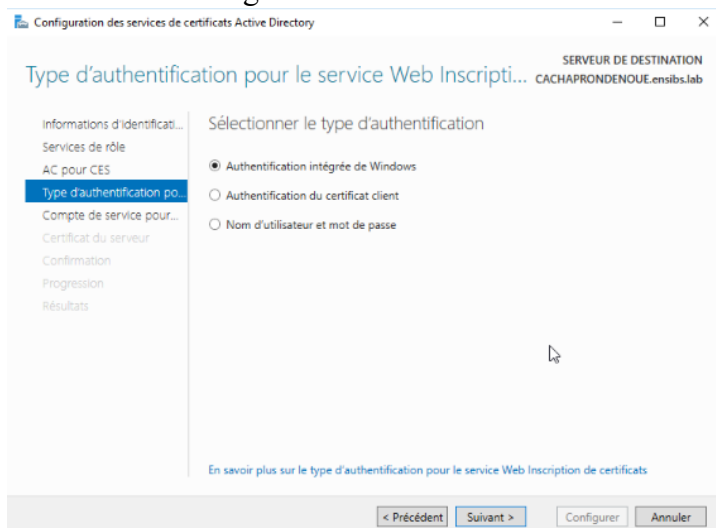 Configuration des services de certificats Active Directory
Type d'authentification pour le service Web Inscripti...
SERVEUR DE DESTINATION
CACHAPRONDENOUE.ensibs.lab
Informations d'identificati...
Services de rôle
AC pour CES
Type d'authentification po...
Compte de service pour...
Certificat du serveur
Confirmation
Progression
Résultats
Sélectionner le type d'authentification
Authentification intégrée de Windows
Authentification du certificat client
Nom d'utilisateur et mot de passe
En savoir plus sur le type d'authentification pour le service Web Inscription de certificats
< Précédent
Suivant >
Configurer
Annuler